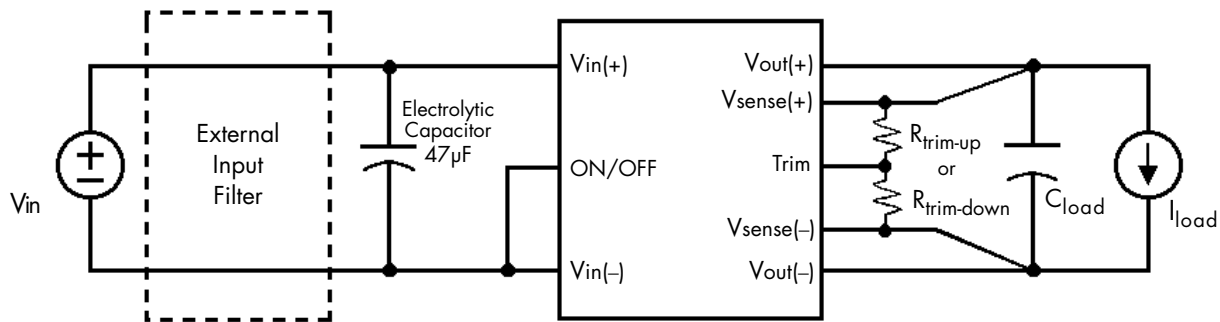 Vin
External
Input
Filter
Electrolytic
Capacitor
47µF
Vin(+)
ON/OFF
Vin(–)
Vout(+)
Vsense(+)
Trim
Vsense(–)
Vout(–)
Rtrim-up
or
Rtrim-down
Cload
Iload